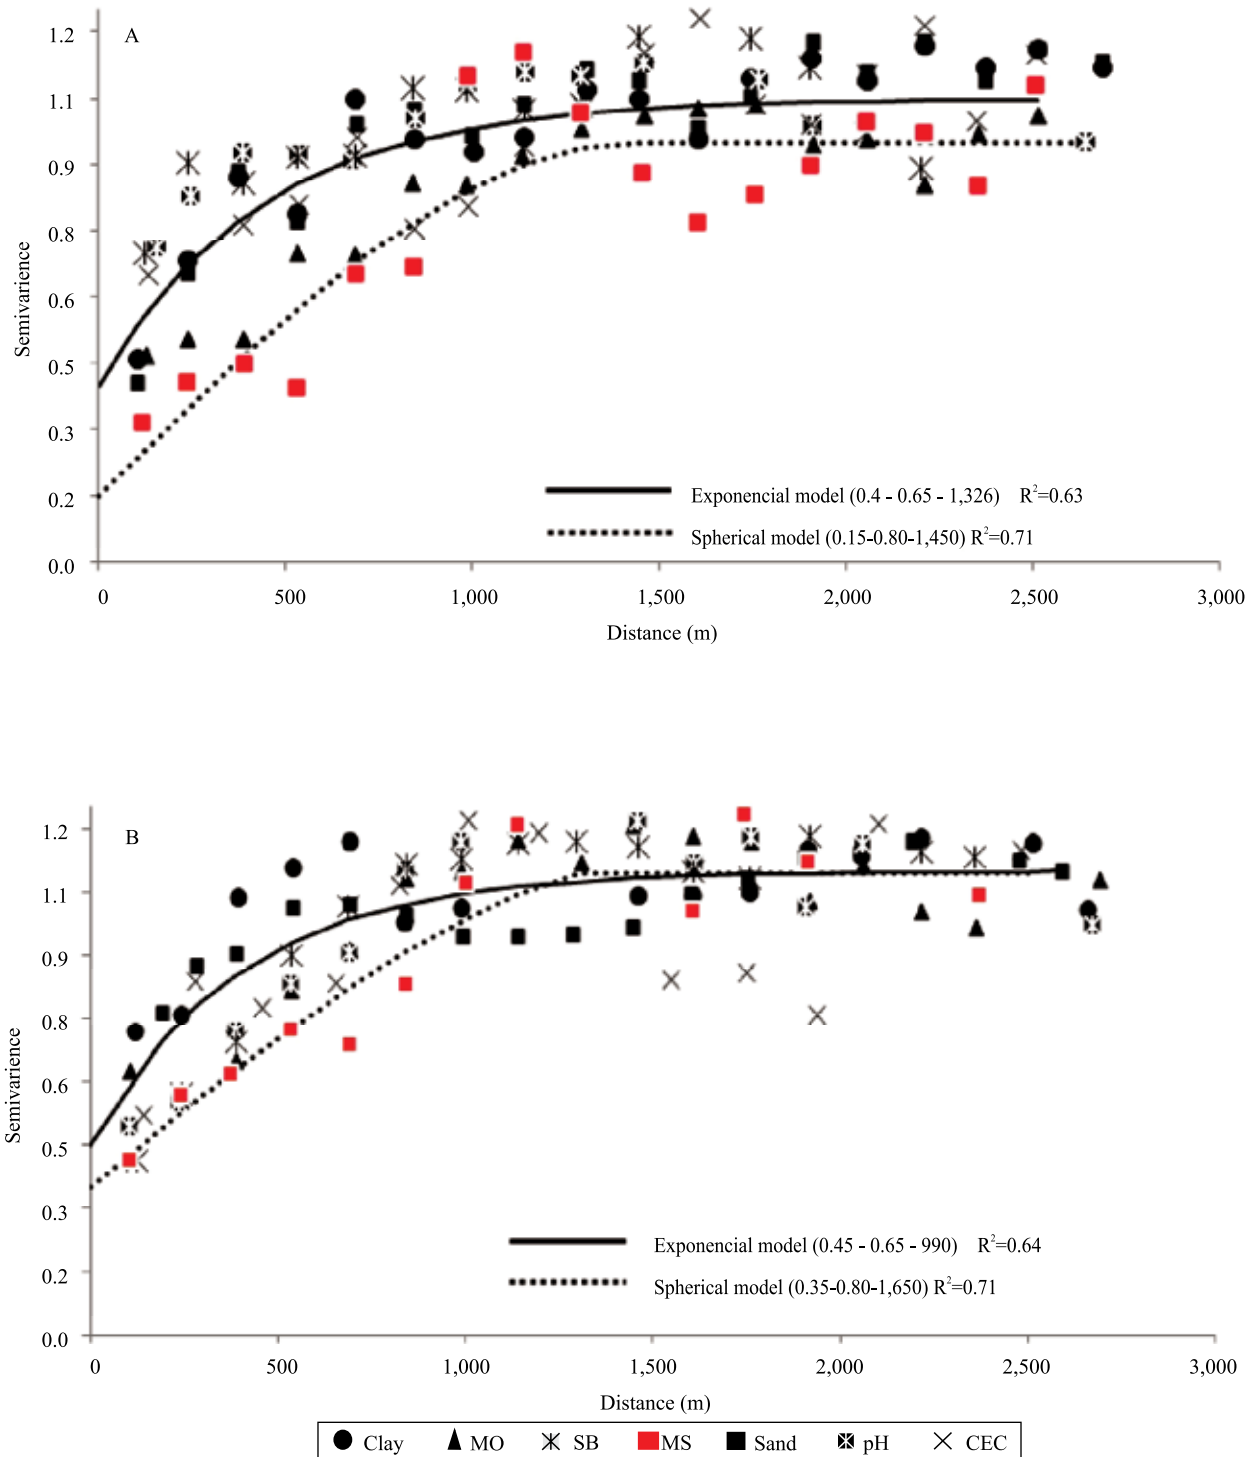 A
1.2
1.1
0.9
0.8
0.6
0.5
0.3
0.2
0.0
Semivarience
Exponencial model (0.4 - 0.65 - 1,326) R²=0.63
Spherical model (0.15-0.80-1,450) R²=0.71
0 500 1,000 1,500 2,000 2,500 3,000
Distance (m)
B
1.2
1.1
0.9
0.8
0.6
0.5
0.3
0.2
0.0
Semivarience
Exponencial model (0.45 - 0.65 - 990) R²=0.64
Spherical model (0.35-0.80-1,650) R²=0.71
0 500 1,000 1,500 2,000 2,500 3,000
Distance (m)
Clay MO SB MS Sand pH CEC